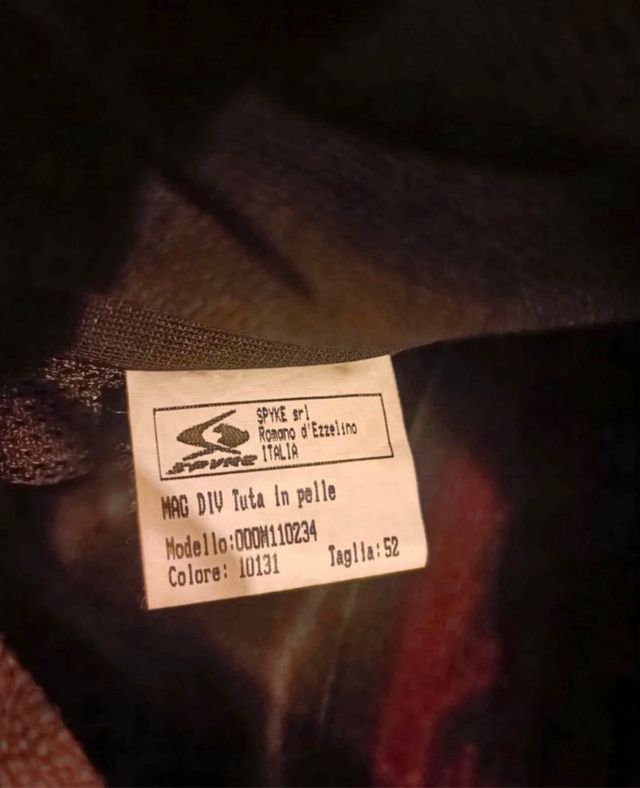 SPYKE srl
Romano d'Ezzelino
ITALIA
SPYKE
MAG DIV Tuta in pelle
Modello:000M110234
Colore: 10131 Taglia:52